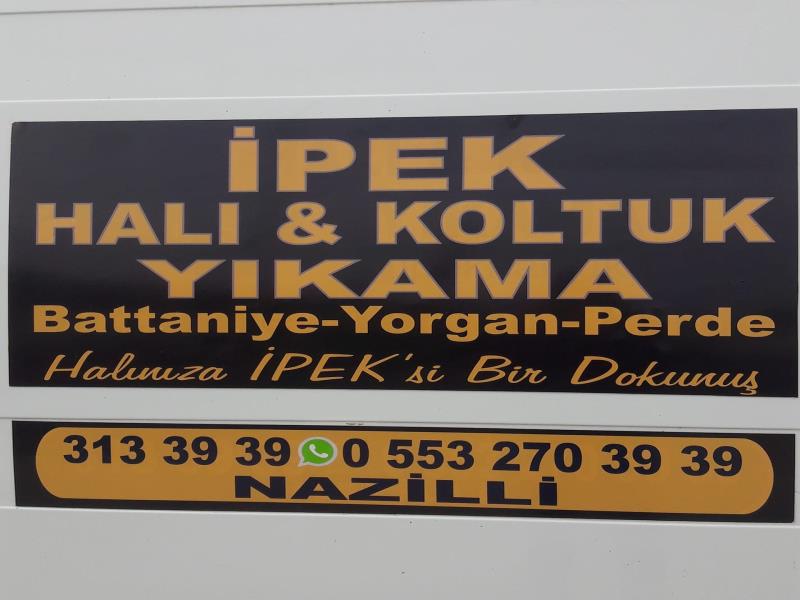 İPEK
HALI & KOLTUK
YIKAMA
Battaniye-Yorgan-Perde
Halınıza İPEK'si Bir Dokunuş
313 39 39 0 553 270 39 39
NAZİLLİ